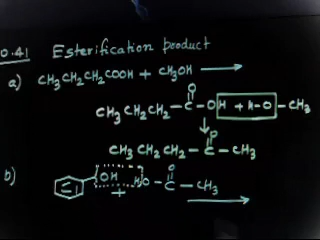 0.41 Esterification product
a) CH3CH2CH2COOH + CH3OH →
O
CH3CH2CH2-C-OH + H-O-CH3
O
CH3CH2CH2-C-CH3
b) OH HO-C-CH3
O
+